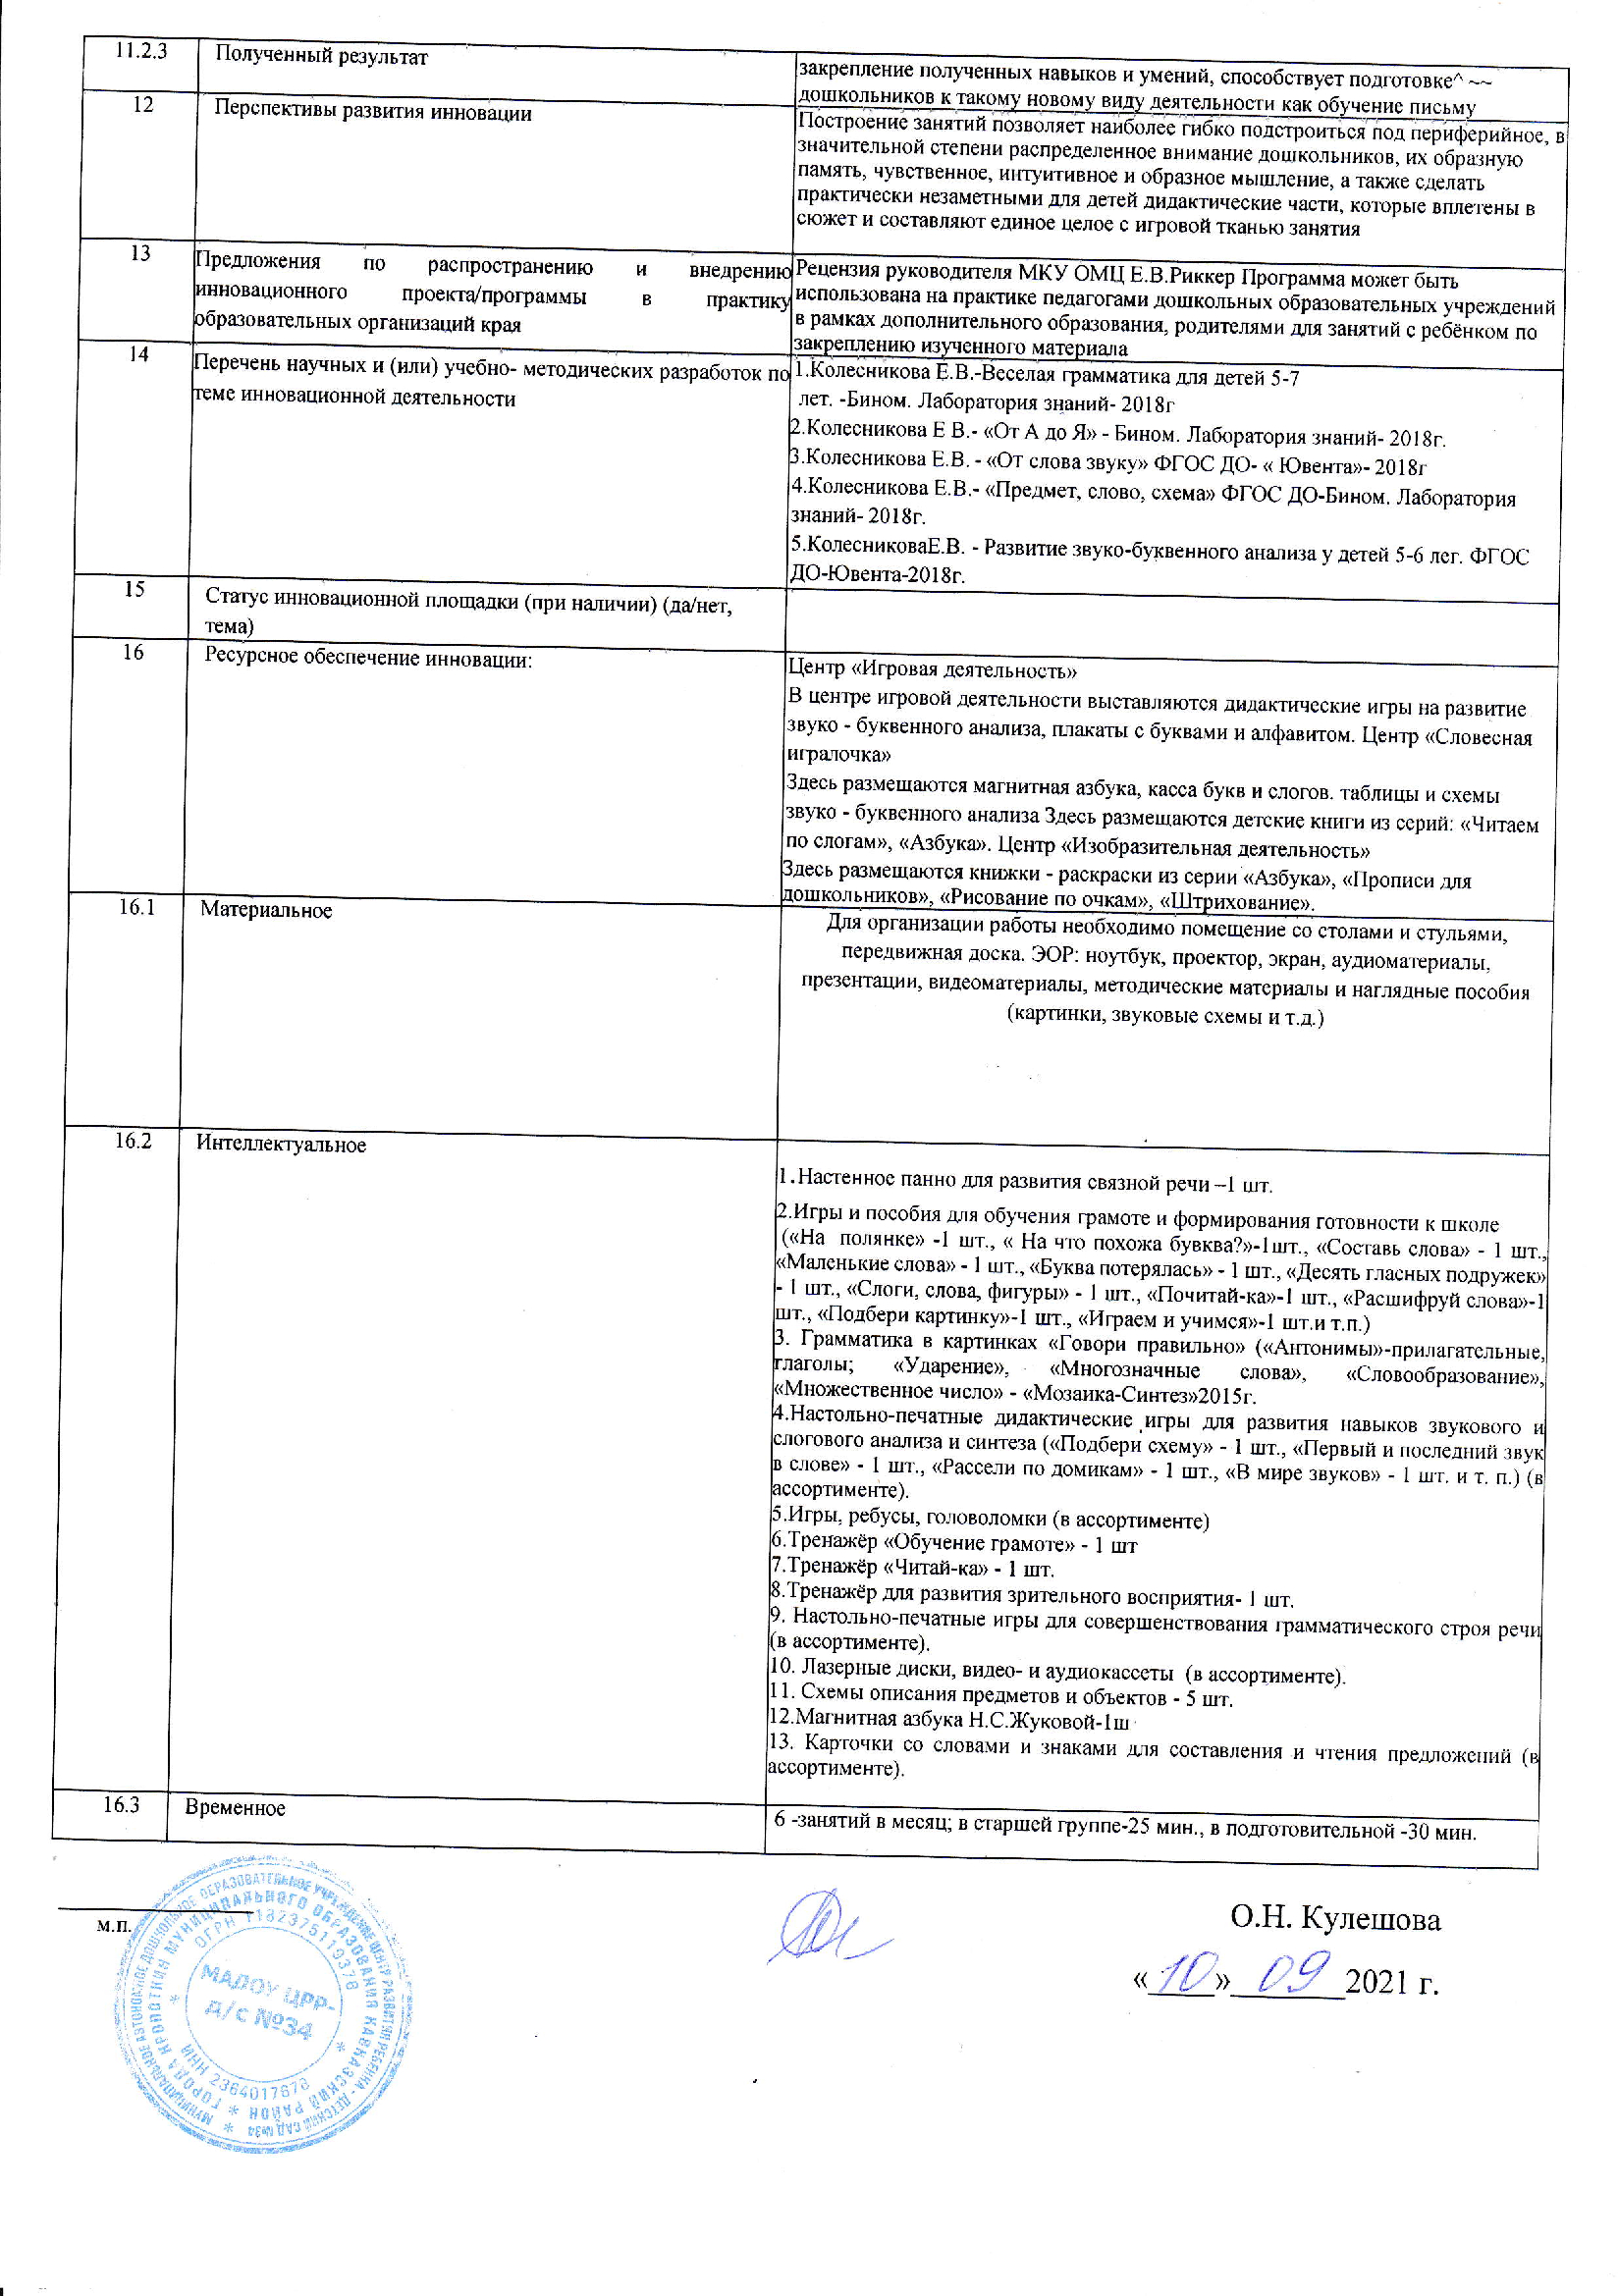 11.2.3 Полученный результат
закрепление полученных навыков и умений, способствует подготовке^ ~~
дошкольников к такому новому виду деятельности как обучение письму
12 Перспективы развития инновации
Построение занятий позволяет наиболее гибко подстроиться под периферийное, в
значительной степени распределенное внимание дошкольников, их образную
память, чувственное, интуитивное и образное мышление, а также сделать
практически незаметными для детей дидактические части, которые вплетены в
сюжет и составляют единое целое с игровой тканью занятия
13 Предложения по распространению и внедрению
инновационного проекта/программы в практику
образовательных организаций края
Рецензия руководителя МКУ ОМЦ Е.В.Риккер Программа может быть
использована на практике педагогами дошкольных образовательных учреждений
в рамках дополнительного образования, родителями для занятий с ребёнком по
закреплению изученного материала
14 Перечень научных и (или) учебно- методических разработок по
теме инновационной деятельности
1.Колесникова Е.В.-Веселая грамматика для детей 5-7
лет. -Бином. Лаборатория знаний- 2018г
2.Колесникова Е В.- «От А до Я» - Бином. Лаборатория знаний- 2018г.
3.Колесникова Е.В. - «От слова звуку» ФГОС ДО- « Ювента»- 2018г
4.Колесникова Е.В.- «Предмет, слово, схема» ФГОС ДО-Бином. Лаборатория
знаний- 2018г.
5.КолесниковаЕ.В. - Развитие звуко-буквенного анализа у детей 5-6 лет. ФГОС
ДО-Ювента-2018г.
15 Статус инновационной площадки (при наличии) (да/нет,
тема)
16 Ресурсное обеспечение инновации:
Центр «Игровая деятельность»
В центре игровой деятельности выставляются дидактические игры на развитие
звуко - буквенного анализа, плакаты с буквами и алфавитом. Центр «Словесная
игралочка»
Здесь размещаются магнитная азбука, касса букв и слогов. таблицы и схемы
звуко - буквенного анализа Здесь размещаются детские книги из серий: «Читаем
по слогам», «Азбука». Центр «Изобразительная деятельность»
Здесь размещаются книжки - раскраски из серии «Азбука», «Прописи для
дошкольников», «Рисование по очкам», «Штрихование».
16.1 Материальное
Для организации работы необходимо помещение со столами и стульями,
передвижная доска. ЭОР: ноутбук, проектор, экран, аудиоматериалы,
презентации, видеоматериалы, методические материалы и наглядные пособия
(картинки, звуковые схемы и т.д.)
16.2 Интеллектуальное
1.Настенное панно для развития связной речи –1 шт.
2.Игры и пособия для обучения грамоте и формирования готовности к школе
(«На полянке» -1 шт., « На что похожа бувква?»-1шт., «Составь слова» - 1 шт.,
«Маленькие слова» - 1 шт., «Буква потерялась» - 1 шт., «Десять гласных подружек»
- 1 шт., «Слоги, слова, фигуры» - 1 шт., «Почитай-ка»-1 шт., «Расшифруй слова»-1
шт., «Подбери картинку»-1 шт., «Играем и учимся»-1 шт.и т.п.)
3. Грамматика в картинках «Говори правильно» («Антонимы»-прилагательные,
глаголы; «Ударение», «Многозначные слова», «Словообразование»,
«Множественное число» - «Мозаика-Синтез»2015г.
4.Настольно-печатные дидактические игры для развития навыков звукового и
слогового анализа и синтеза («Подбери схему» - 1 шт., «Первый и последний звук
в слове» - 1 шт., «Рассели по домикам» - 1 шт., «В мире звуков» - 1 шт. и т. п.) (в
ассортименте).
5.Игры, ребусы, головоломки (в ассортименте)
6.Тренажёр «Обучение грамоте» - 1 шт
7.Тренажёр «Читай-ка» - 1 шт.
8.Тренажёр для развития зрительного восприятия- 1 шт.
9. Настольно-печатные игры для совершенствования грамматического строя речи
(в ассортименте).
10. Лазерные диски, видео- и аудиокассеты (в ассортименте).
11. Схемы описания предметов и объектов - 5 шт.
12.Магнитная азбука Н.С.Жуковой-1ш
13. Карточки со словами и знаками для составления и чтения предложений (в
ассортименте).
16.3 Временное
6 -занятий в месяц; в старшей группе-25 мин., в подготовительной -30 мин.
м.п.
О.Н. Кулешова
«10» 09 2021 г.
МУНИЦИПАЛЬНОЕ АВТОНОМНОЕ ДОШКОЛЬНОЕ ОБРАЗОВАТЕЛЬНОЕ УЧРЕЖДЕНИЕ ЦЕНТР РАЗВИТИЯ РЕБЕНКА - ДЕТСКИЙ САД №34
ГОРОДА КРОПОТКИН МУНИЦИПАЛЬНОГО ОБРАЗОВАНИЯ КАВКАЗСКИЙ РАЙОН
ОГРН 1182375119378
МАДОУ ЦРР-
д/с №34
ИНН 2364017678